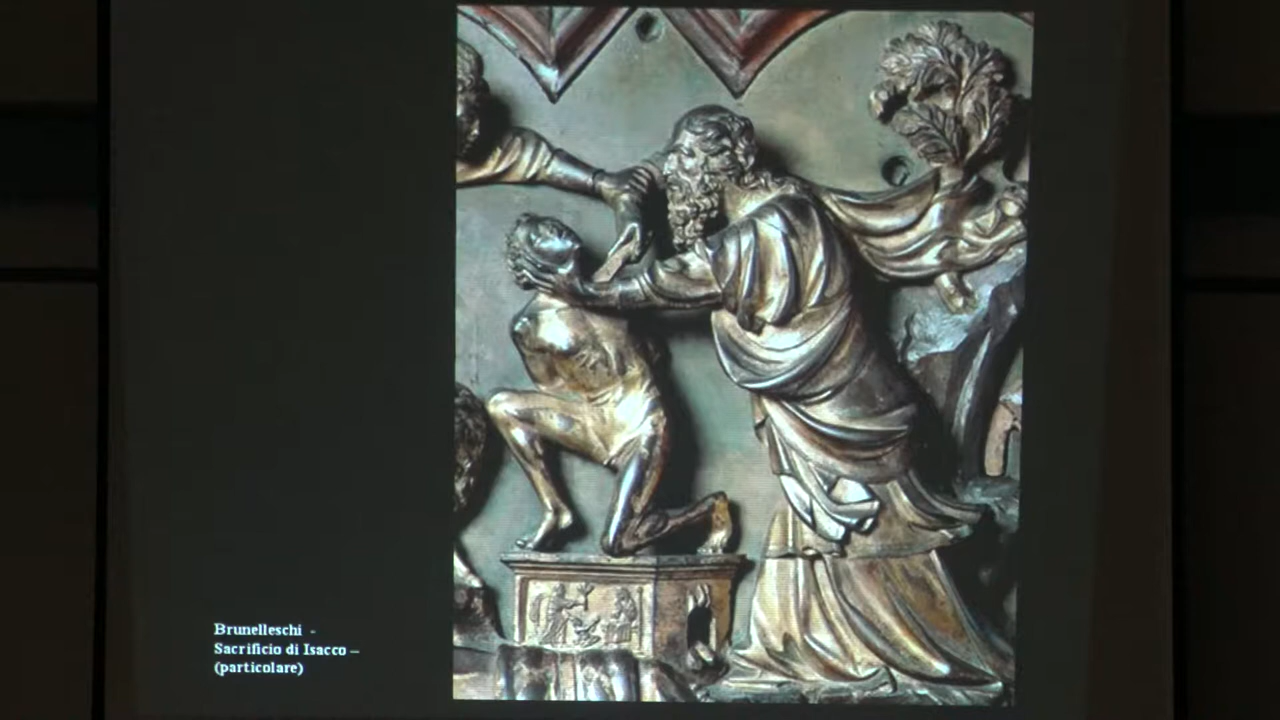 Brunelleschi -
Sacrificio di Isacco –
(particolare)